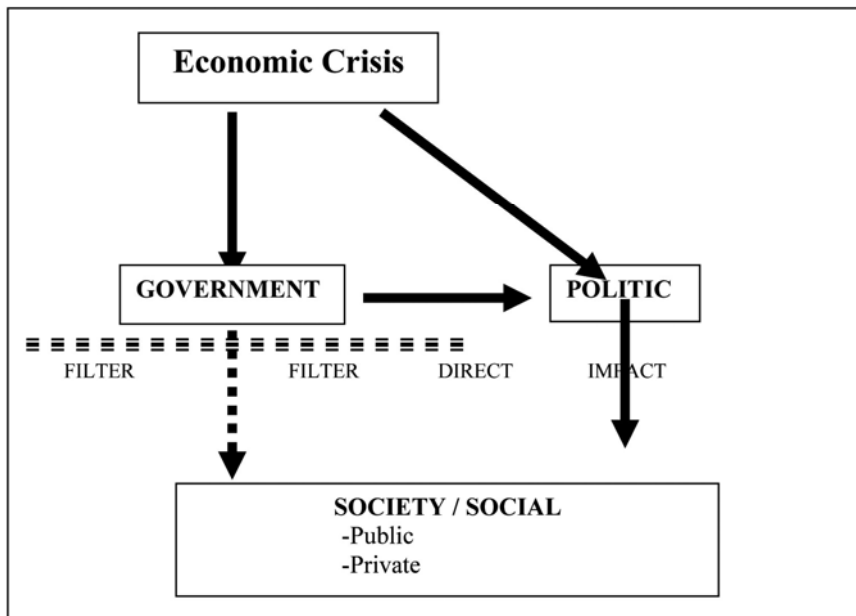 Economic Crisis
GOVERNMENT
POLITIC
FILTER FILTER DIRECT IMPACT
SOCIETY / SOCIAL
-Public
-Private